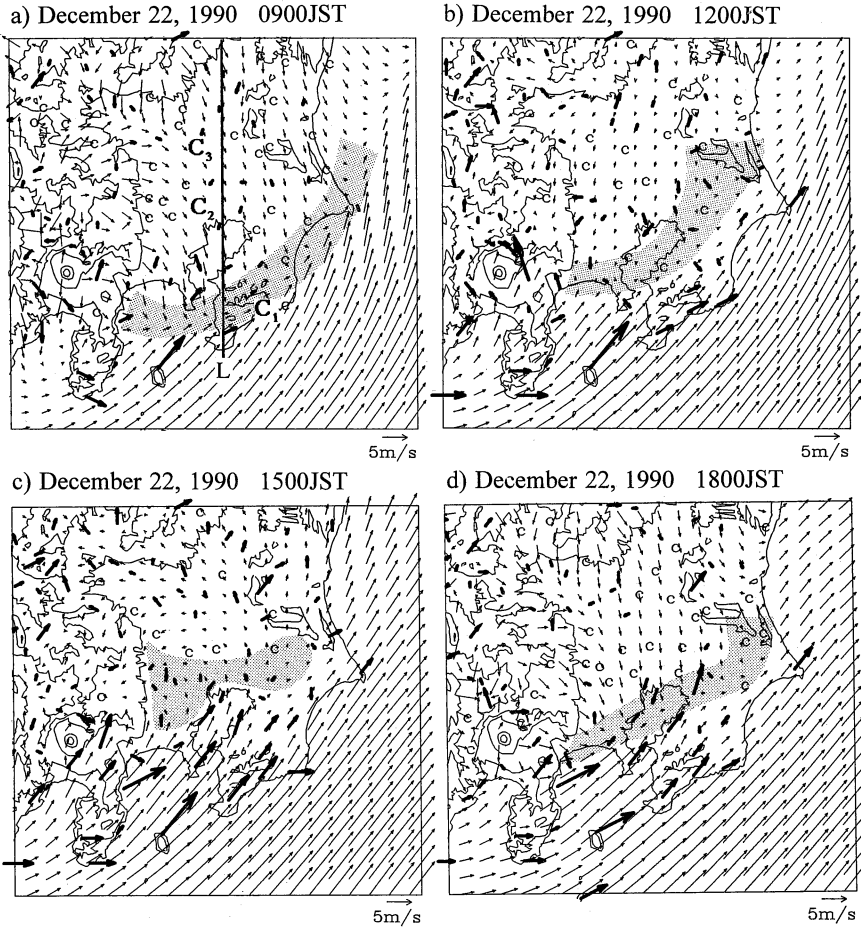 a) December 22, 1990 0900JST
b) December 22, 1990 1200JST
C₃
C₂
C₁
L
5m/s
5m/s
c) December 22, 1990 1500JST
d) December 22, 1990 1800JST
5m/s
5m/s